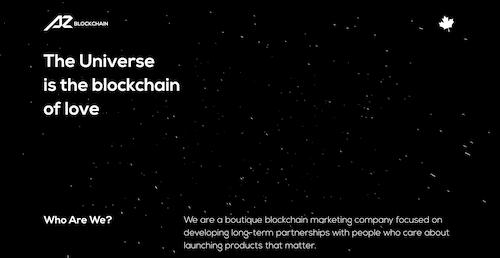 AZ BLOCKCHAIN
The Universe
is the blockchain
of love
Who Are We?
We are a boutique blockchain marketing company focused on
developing long-term partnerships with people who care about
launching products that matter.